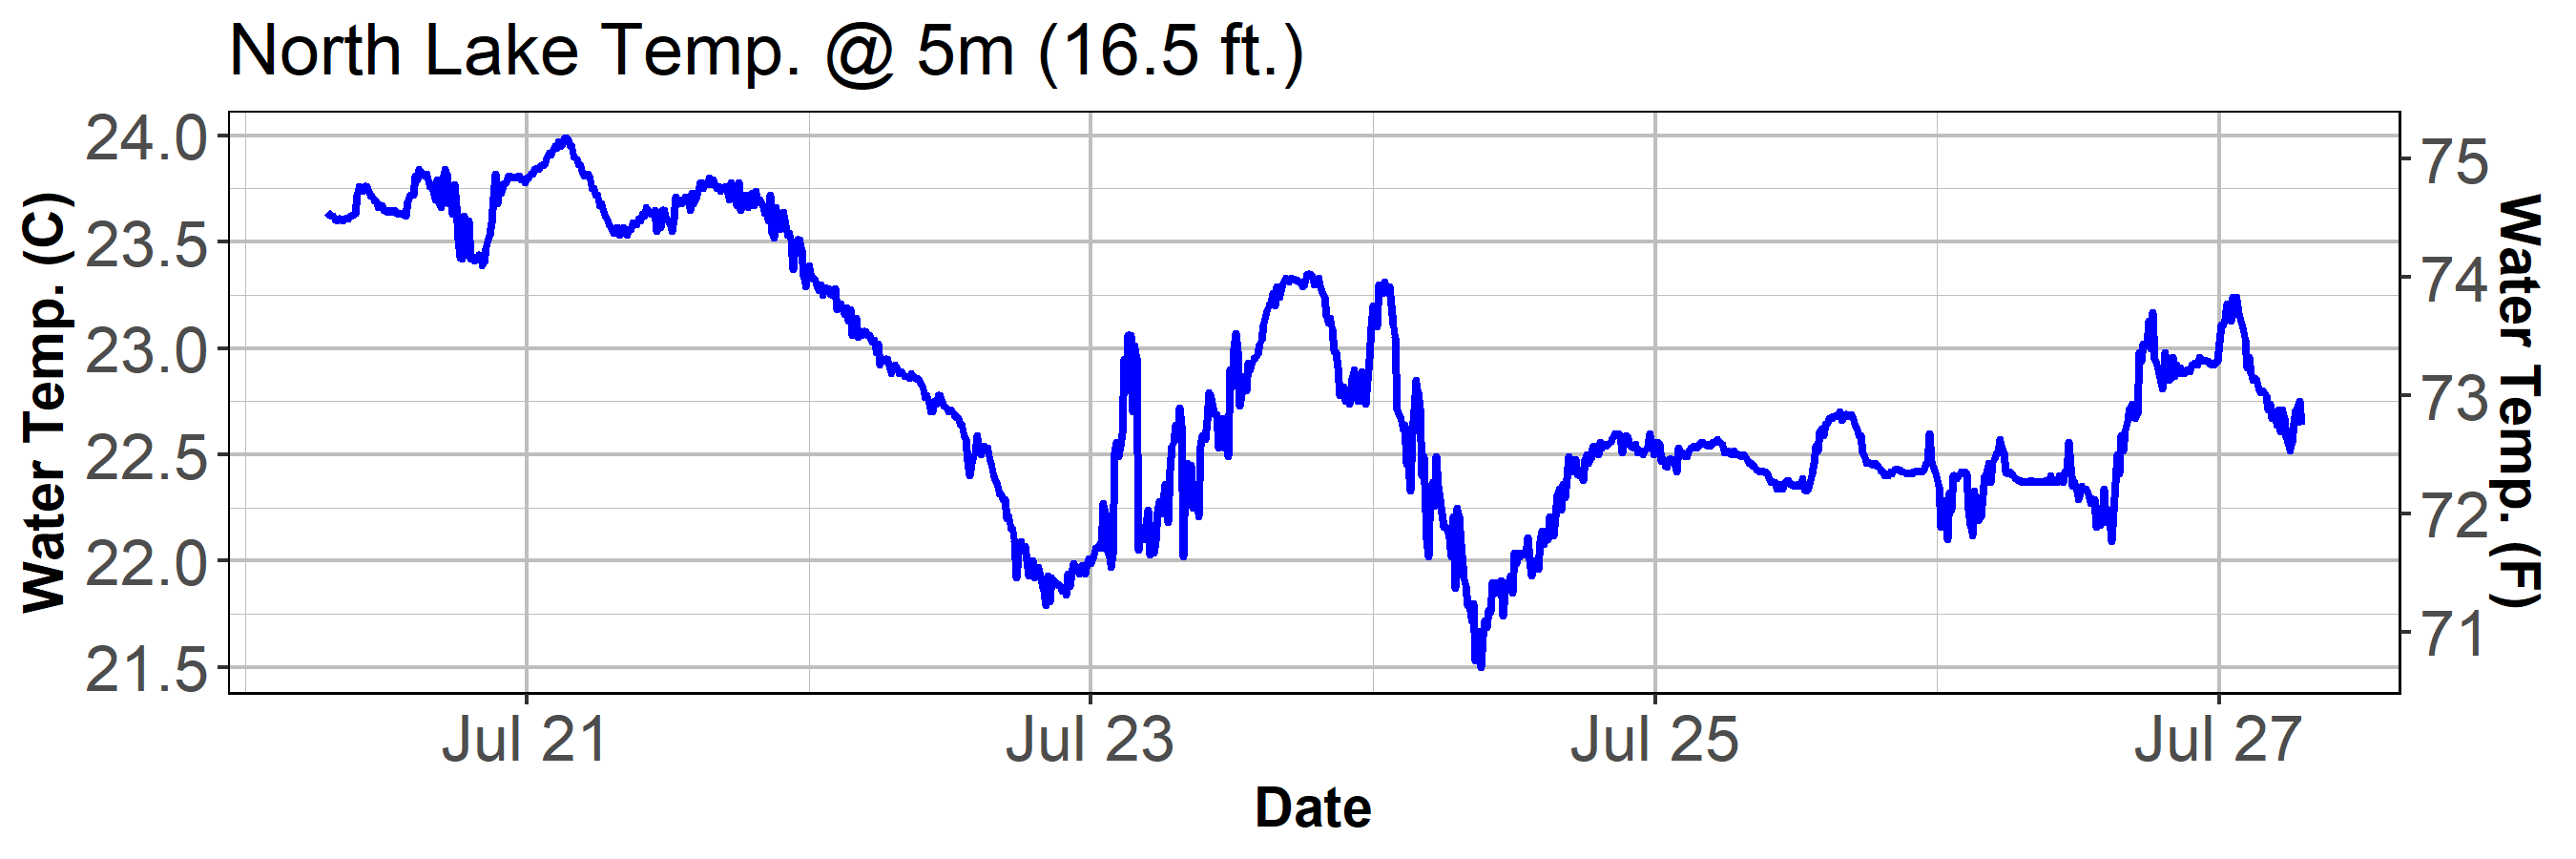 North Lake Temp. @ 5m (16.5 ft.)
Water Temp. (C)
24.0
23.5
23.0
22.5
22.0
21.5
75
74
73
72
71
Water Temp. (F)
Jul 21
Jul 23
Jul 25
Jul 27
Date